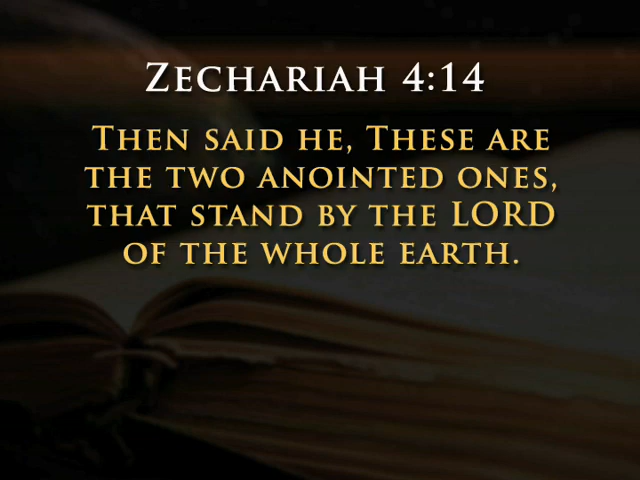 Zechariah 4:14
Then said he, These are
the two anointed ones,
that stand by the LORD
of the whole earth.